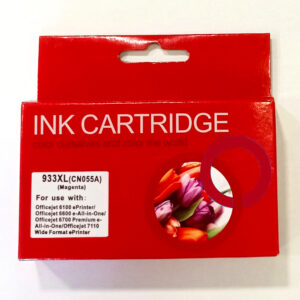 INK CARTRIDGE
933XL(CN055A)
(Magenta)
For use with:
Officejet 6100 ePrinter/
Officejet 6600 e-All-in-One/
Officejet 6700 Premium e-
All-in-One/Officejet 7110
Wide Format ePrinter